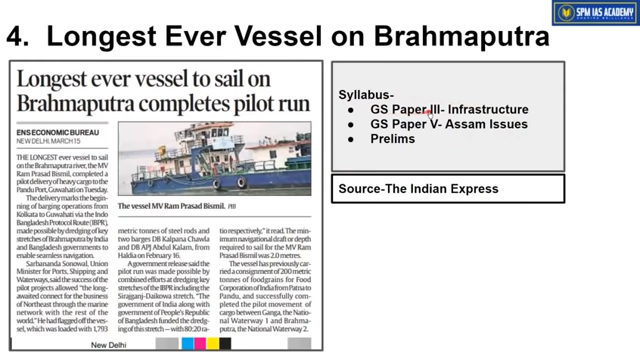 SPM IAS ACADEMY
4. Longest Ever Vessel on Brahmaputra
Longest ever vessel to sail on
Brahmaputra completes pilot run
ENS ECONOMIC BUREAU
NEW DELHI, MARCH 15
THE LONGEST ever vessel to sail
on the Brahmaputra river, the MV
Ram Prasad Bismil, completed a
pilot delivery of heavy cargo to the
Pandu Port, Guwahati on Tuesday.
The delivery marks the begin-
ning of barging operations from
Kolkata to Guwahati via the Indo
Bangladesh Protocol Route (IBPR),
made possible by dredging of key
stretches of Brahmaputra by India
and Bangladesh governments to
enable seamless navigation.
Sarbananda Sonowal, Union
Minister for Ports, Shipping and
Waterways, said the success of the
pilot projects allowed "the long-
awaited connect for the business
of Northeast through the marine
network with the rest of the
world." He had flagged off the ves-
sel, which was loaded with 1,793
The vessel MV Ram Prasad Bismil. PIB
metric tonnes of steel rods and
two barges DB Kalpana Chawla
and DB APJ Abdul Kalam, from
Haldia on February 16.
A government release said the
pilot run was made possible by
combined efforts at dredging key
stretches of the IBPR including the
Sirajganj-Daikowa stretch. "The
government of India along with
government of People's Republic
of Bangladesh funded the dredg-
ing of this stretch — with 80:20 ra-
tio respectively," it read. The min-
imum navigational draft or depth
required to sail for the MV Ram
Prasad Bismil was 2.0 metres.
The vessel has previously car-
ried a consignment of 200 metric
tonnes of foodgrains for Food
Corporation of India from Patna to
Pandu, and successfully comp-
leted the pilot movement of
cargo between Ganga, the Natio-
nal Waterway 1 and Brahma-
putra, the National Waterway 2.
New Delhi
Syllabus-
● GS Paper III- Infrastructure
● GS Paper V- Assam Issues
● Prelims
Source-The Indian Express